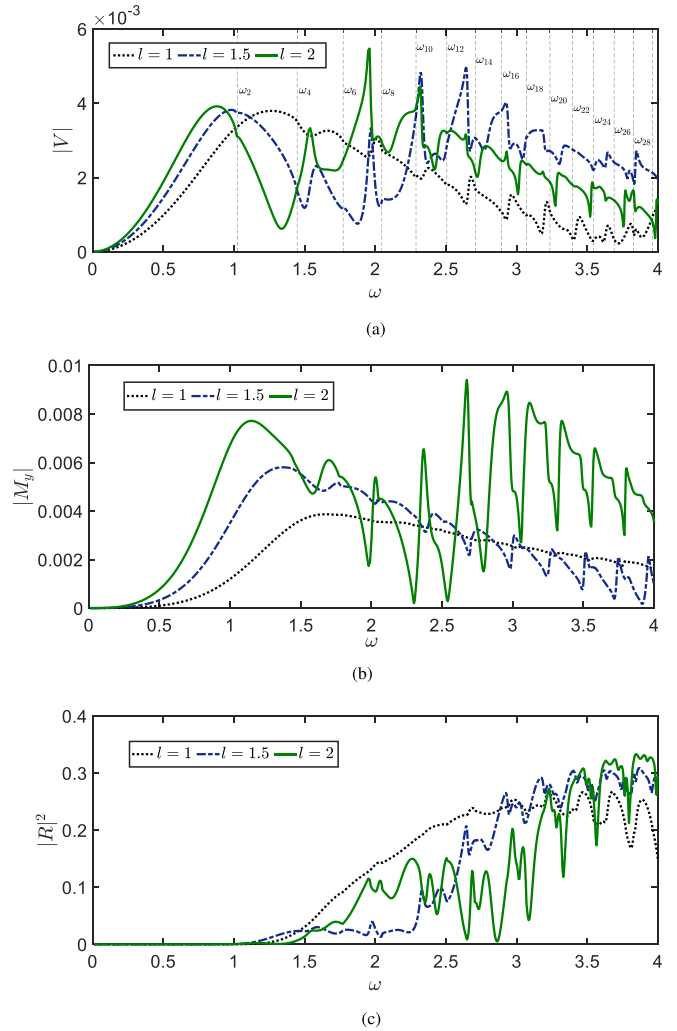 ×10⁻³
6
l = 1 l = 1.5 l = 2
ω₂ ω₄ ω₆ ω₈ ω₁₀ ω₁₂ ω₁₄ ω₁₆ ω₁₈ ω₂₀ ω₂₂ ω₂₄ ω₂₆ ω₂₈
4
|V|
2
0
0 0.5 1 1.5 2 2.5 3 3.5 4
ω
(a)
0.01
l = 1 l = 1.5 l = 2
0.008
0.006
|M_y|
0.004
0.002
0
0 0.5 1 1.5 2 2.5 3 3.5 4
ω
(b)
0.4
l = 1 l = 1.5 l = 2
0.3
|R|²
0.2
0.1
0
0 0.5 1 1.5 2 2.5 3 3.5 4
ω
(c)